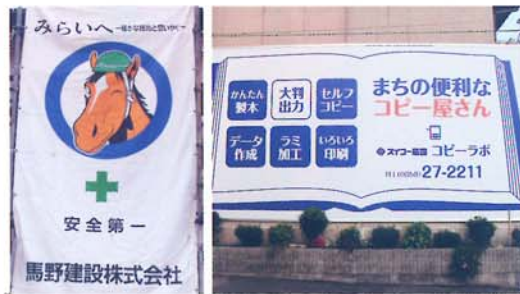 みらいへ
安全第一
馬野建設株式会社
かんたん
製本
大判
出力
セルフ
コピー
データ
作成
ラミ
加工
いろいろ
印刷
まちの便利な
コピー屋さん
コピーラボ
27-2211